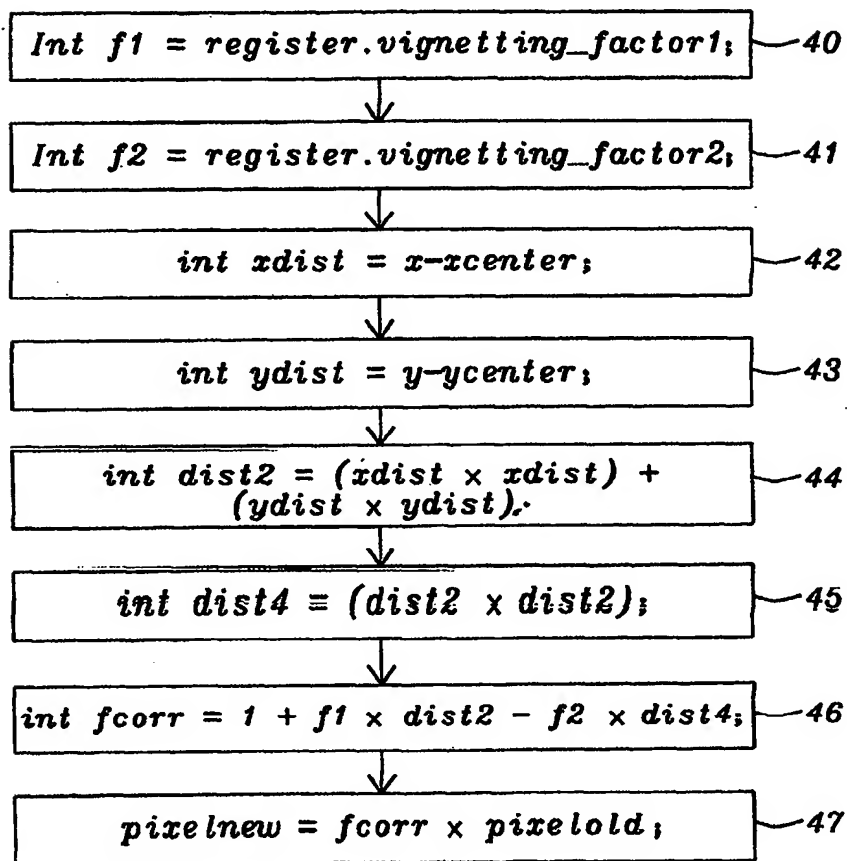 Int f1 = register.vignetting_factor1; 40
Int f2 = register.vignetting_factor2; 41
int xdist = x-xcenter; 42
int ydist = y-ycenter; 43
int dist2 = (xdist × xdist) + 44
(ydist × ydist);
int dist4 = (dist2 × dist2); 45
int fcorr = 1 + f1 × dist2 - f2 × dist4; 46
pixelnew = fcorr × pixelold; 47